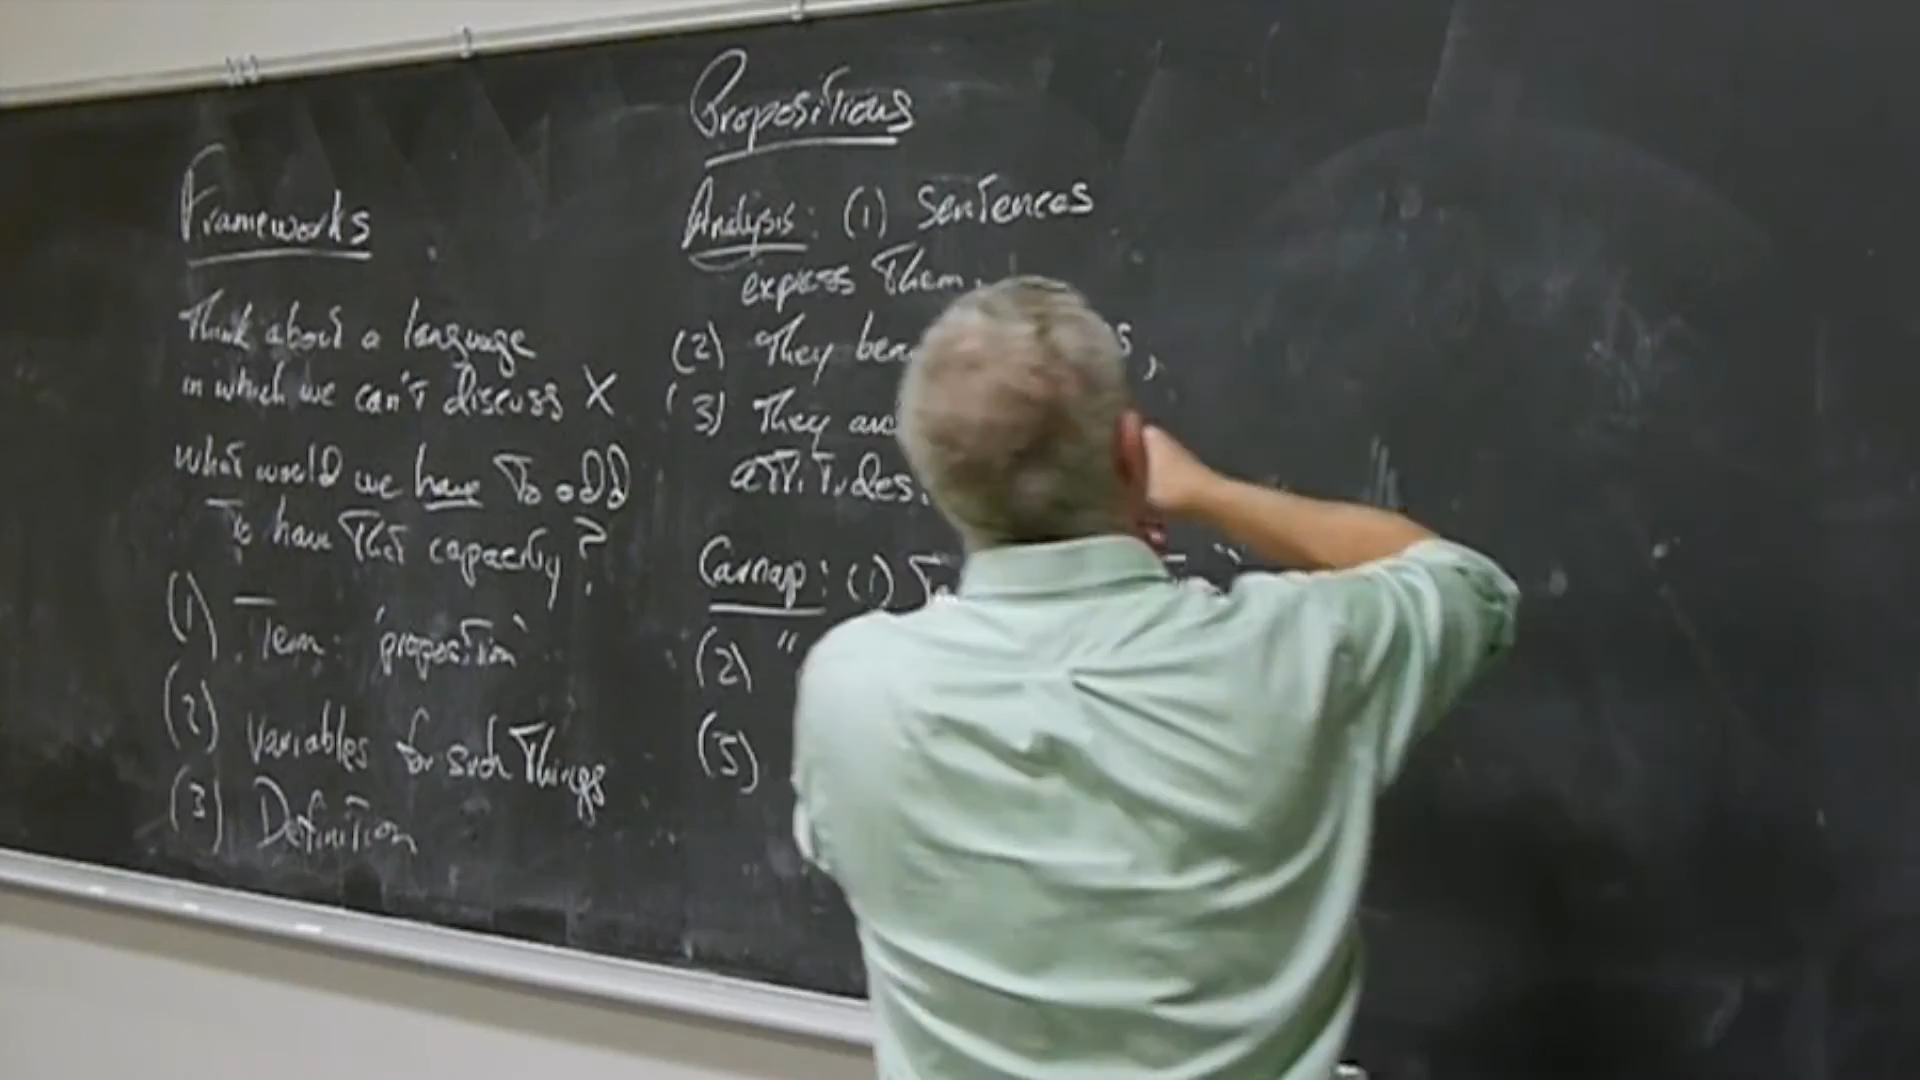 Frameworks
Think about a language
in which we can't discuss X
What would we have to add
to have that capacity?
(1) Term: 'proposition'
(2) Variables for such things
(3) Definition
Propositions
Analysis: (1) Sentences
express them.
(2) They bear
(3) They are
attitudes.
Carnap: (1)
(2) "
(3)